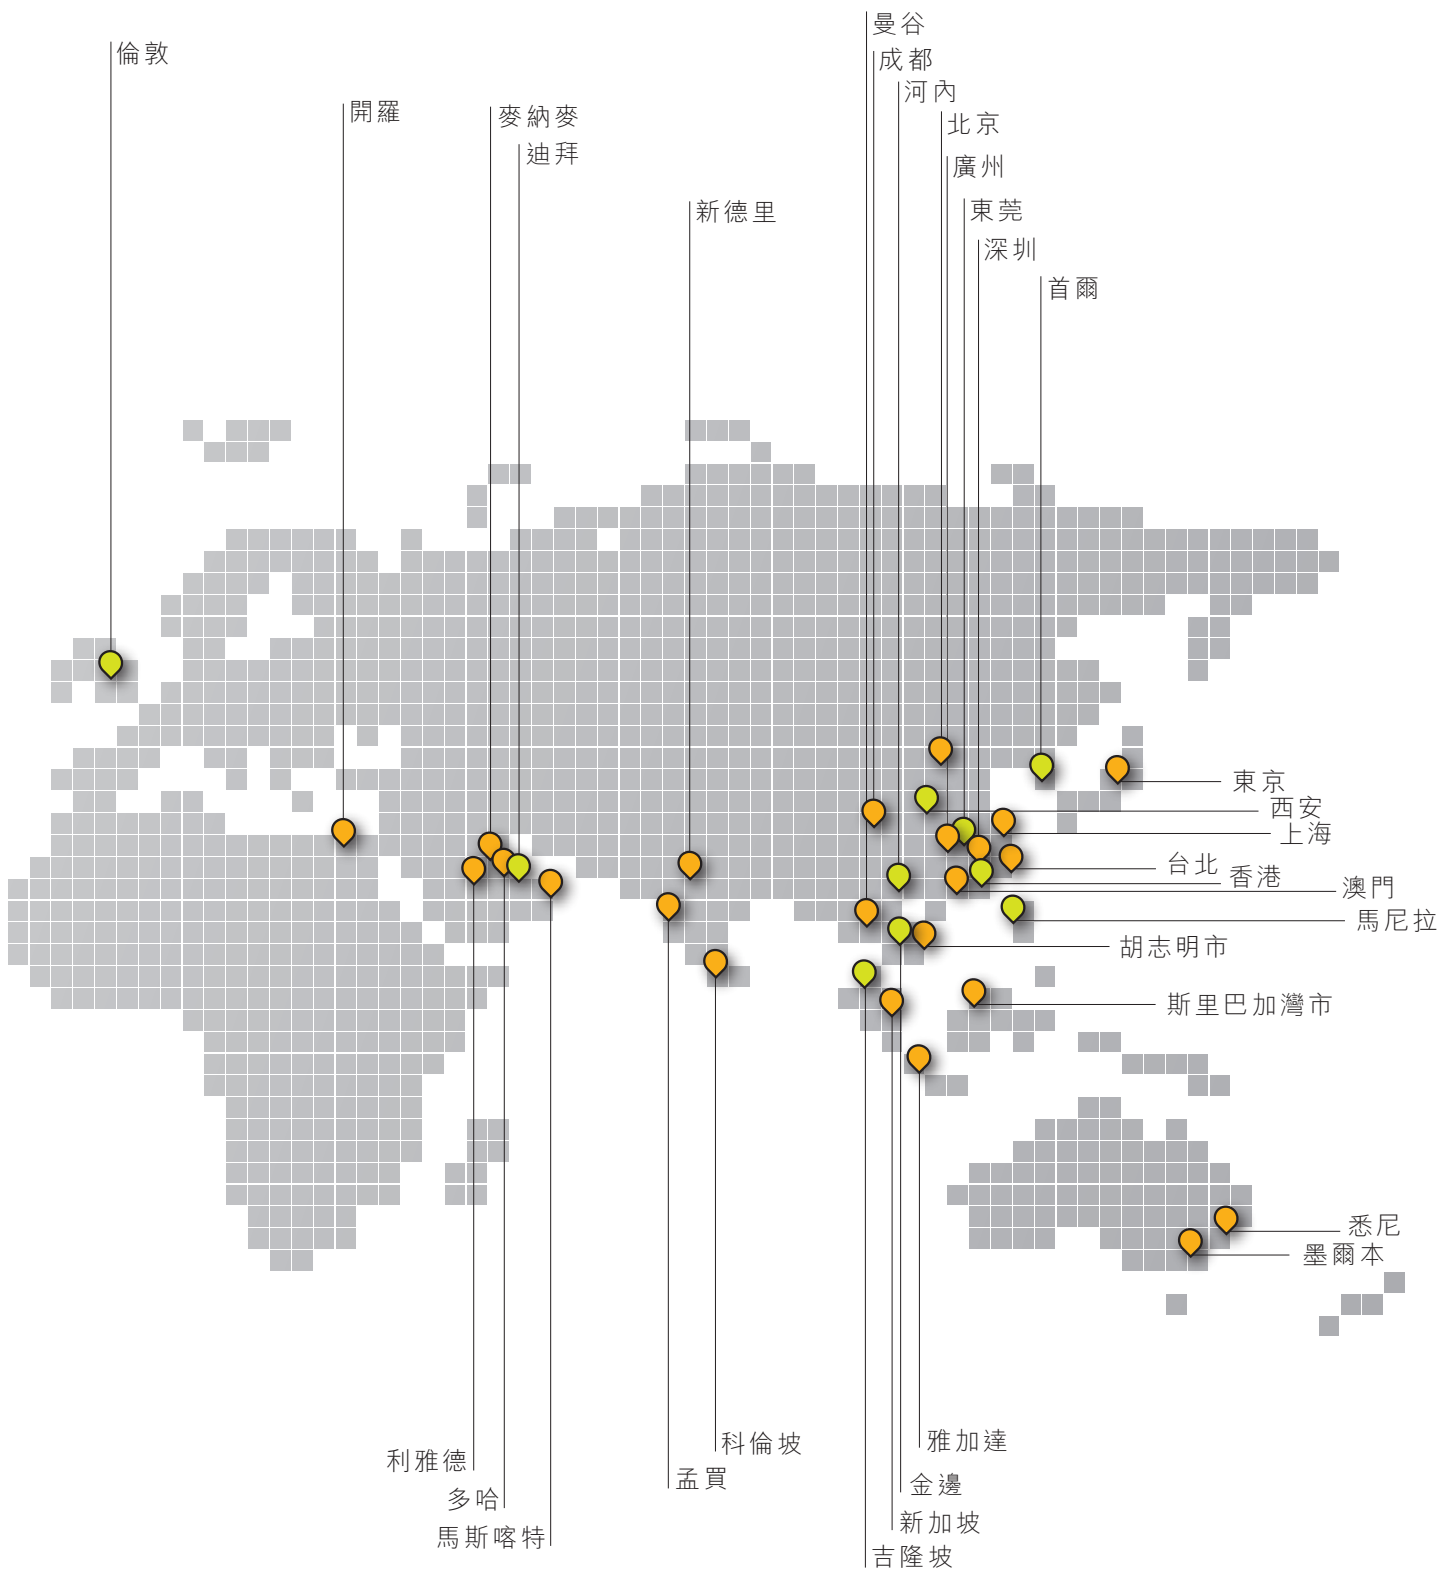 曼谷
倫敦
成都
河內
開羅
麥納麥
北京
迪拜
廣州
新德里
東莞
深圳
首爾
東京
西安
上海
台北
香港
澳門
馬尼拉
胡志明市
斯里巴加灣市
悉尼
墨爾本
雅加達
科倫坡
利雅德
孟買
金邊
多哈
新加坡
馬斯喀特
吉隆坡